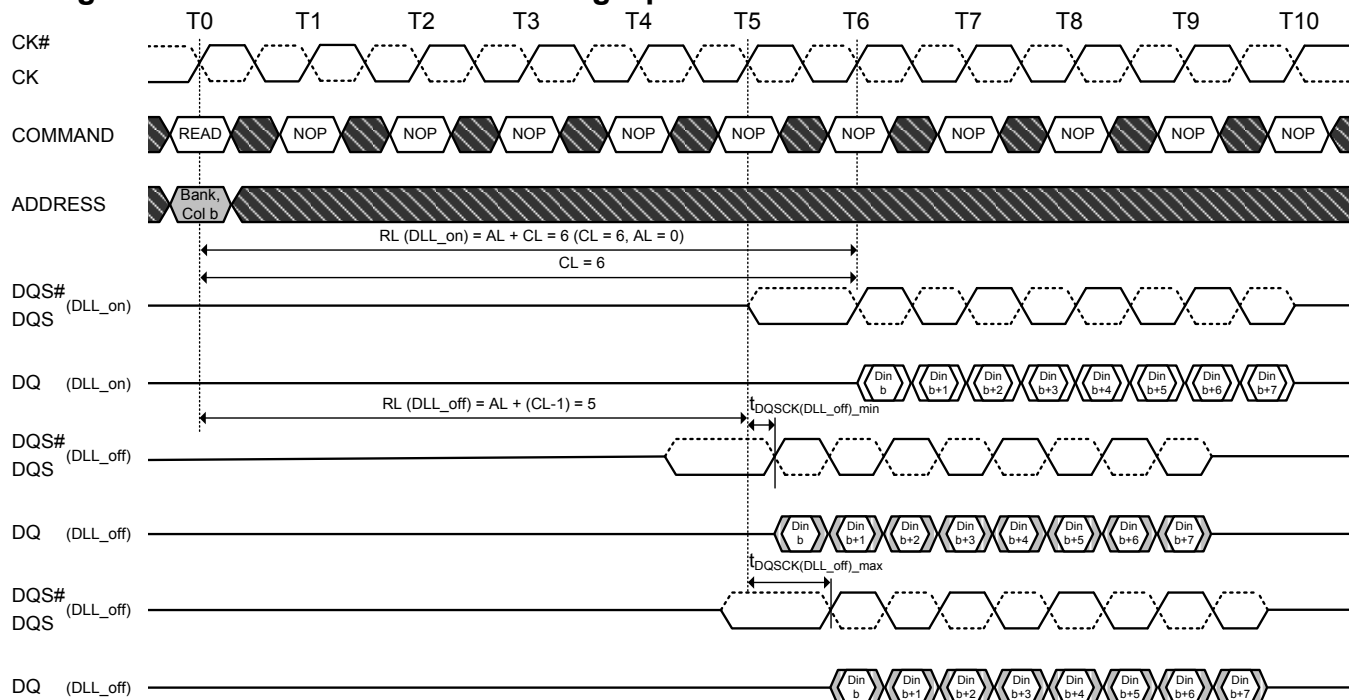 T0 T1 T2 T3 T4 T5 T6 T7 T8 T9 T10
CK#
CK
COMMAND READ NOP NOP NOP NOP NOP NOP NOP NOP NOP NOP
ADDRESS Bank,
Col b
RL (DLL_on) = AL + CL = 6 (CL = 6, AL = 0)
CL = 6
DQS# (DLL_on)
DQS
DQ (DLL_on) Din b Din b+1 Din b+2 Din b+3 Din b+4 Din b+5 Din b+6 Din b+7
RL (DLL_off) = AL + (CL-1) = 5 tDQSCK(DLL_off)_min
DQS# (DLL_off)
DQS
DQ (DLL_off) Din b Din b+1 Din b+2 Din b+3 Din b+4 Din b+5 Din b+6 Din b+7
tDQSCK(DLL_off)_max
DQS# (DLL_off)
DQS
DQ (DLL_off) Din b Din b+1 Din b+2 Din b+3 Din b+4 Din b+5 Din b+6 Din b+7